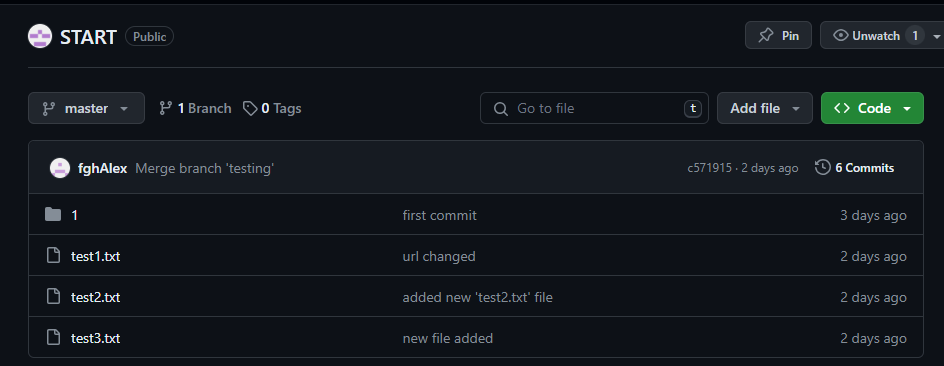 START Public Pin Unwatch 1
master 1 Branch 0 Tags Go to file t Add file <> Code
fghAlex Merge branch 'testing' c571915 · 2 days ago 6 Commits
1 first commit 3 days ago
test1.txt url changed 2 days ago
test2.txt added new 'test2.txt' file 2 days ago
test3.txt new file added 2 days ago